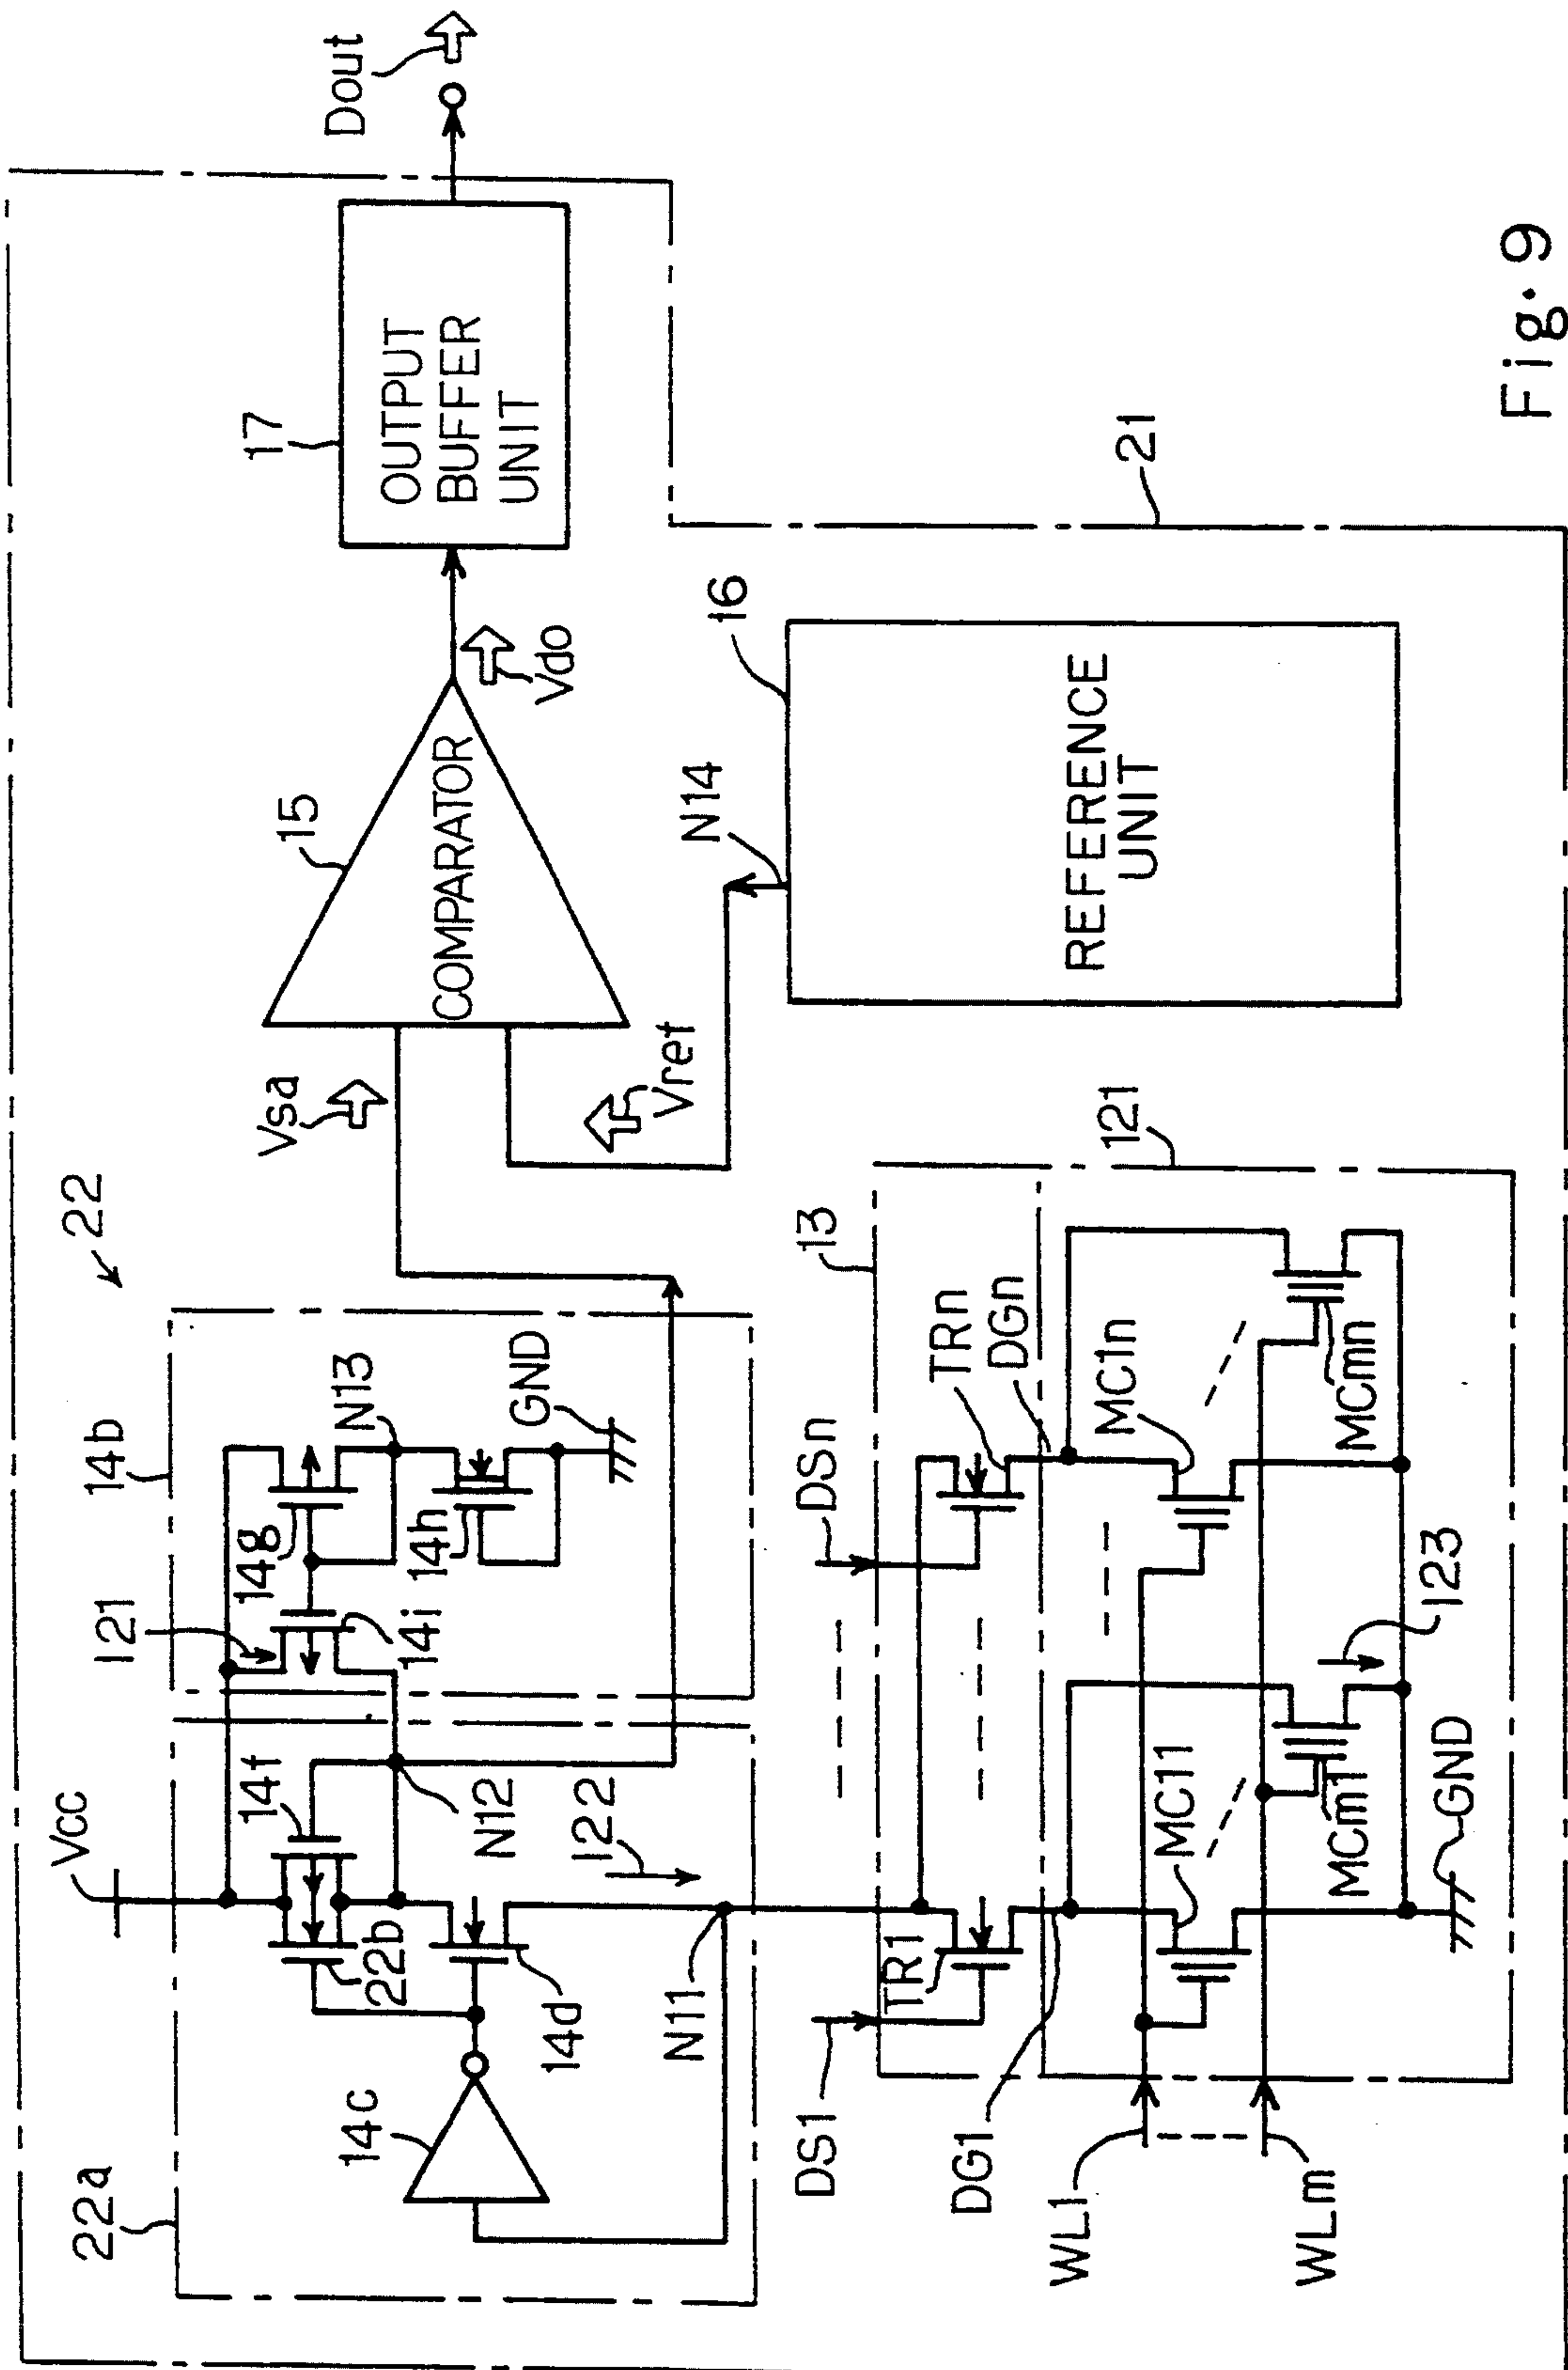 Vcc
22a
14c
22b
14f
14d
N11
N12
122
121
14i
14g
14b
14h
N13
GND
22
Vsa
Vref
15
COMPARATOR
Vdo
17
OUTPUT
BUFFER
UNIT
Dout
N14
16
REFERENCE
UNIT
21
DS1
TR1
DG1
DSn
13
TRn
DGn
121
WL1
WLm
MC11
MCm1
MC1n
MCmn
123
GND
Fig. 9